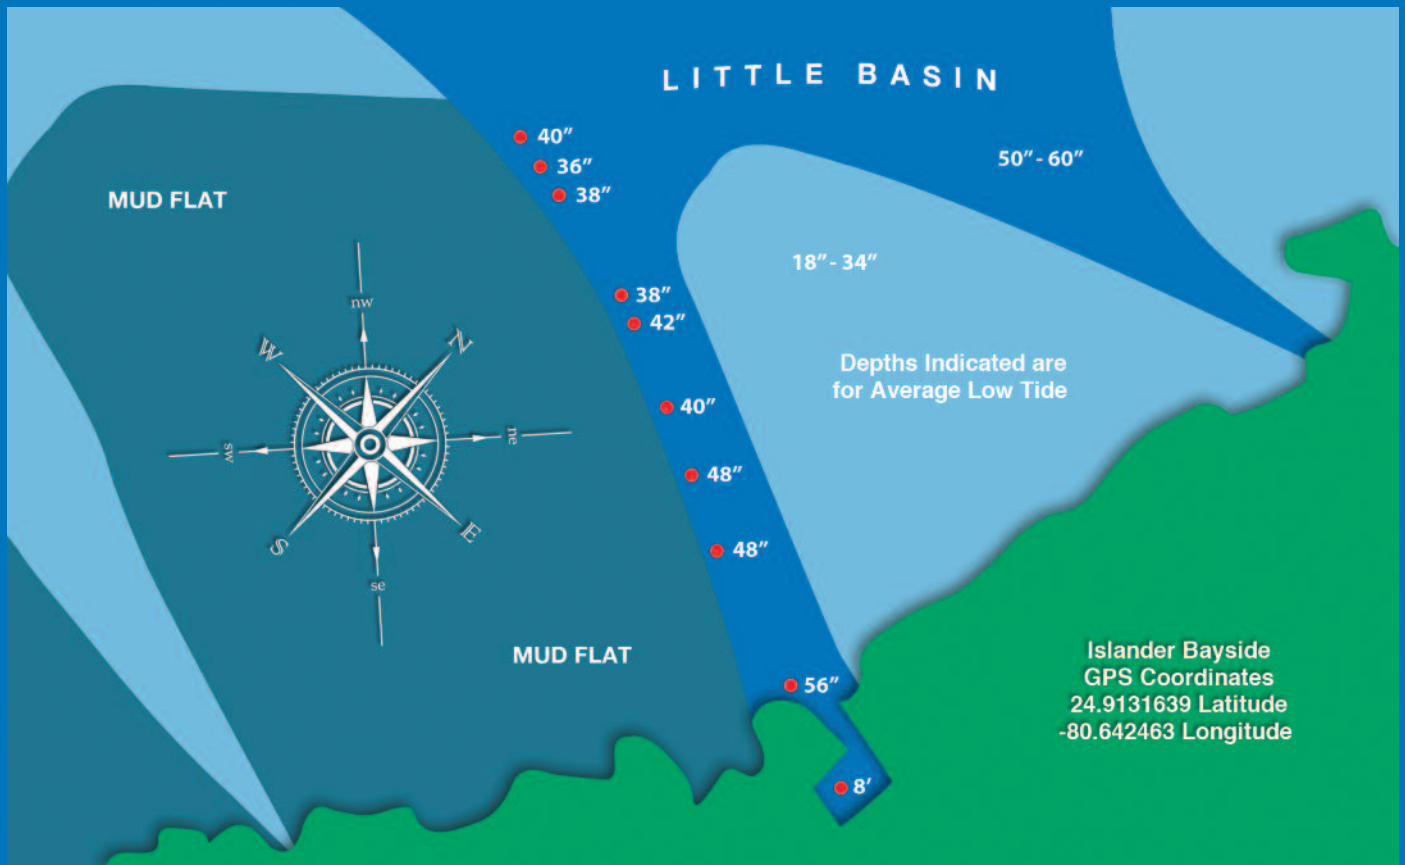 LITTLE BASIN
40”
36”
38”
50”- 60”
MUD FLAT
18”- 34”
38”
42”
nw
W
N
Depths Indicated are
for Average Low Tide
40”
sw
ne
48”
S
E
48”
se
MUD FLAT
56”
8’
Islander Bayside
GPS Coordinates
24.9131639 Latitude
-80.642463 Longitude